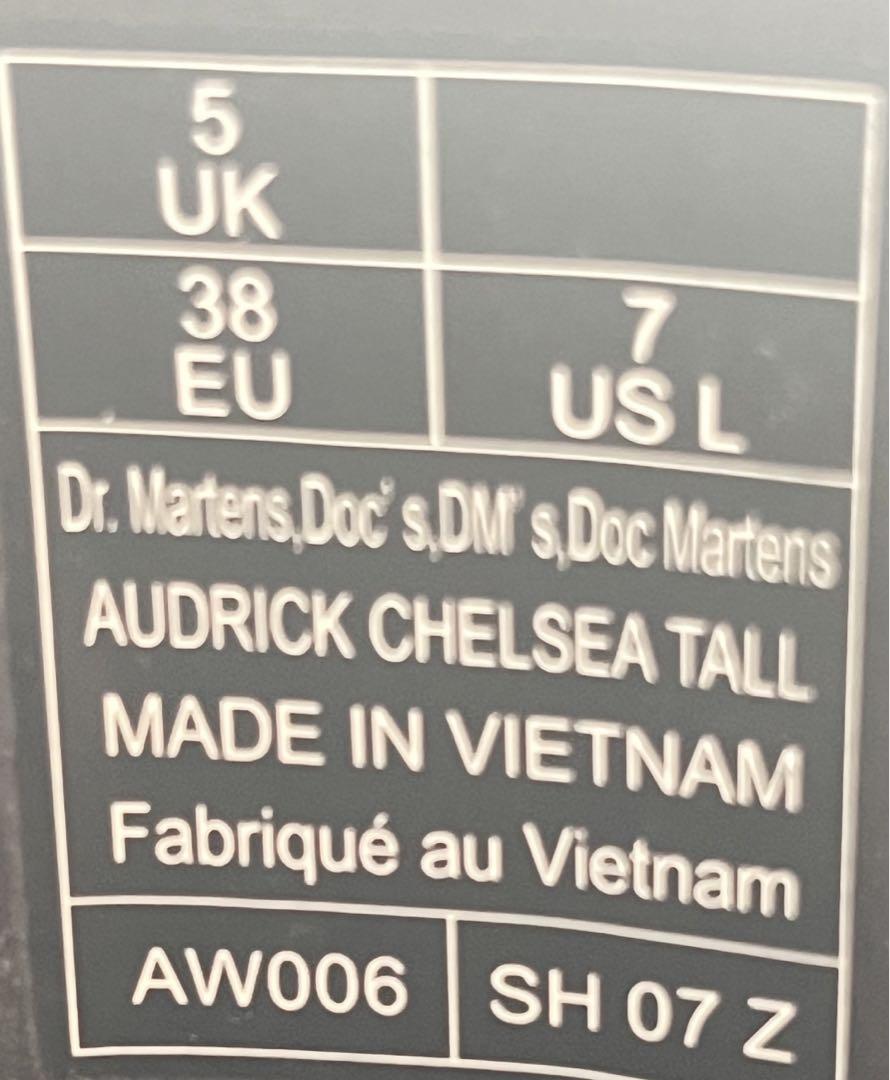 5
UK
38
EU
7
US L
Dr. Martens,Doc's,DM's,Doc Martens
AUDRICK CHELSEA TALL
MADE IN VIETNAM
Fabriqué au Vietnam
AW006
SH 07 Z